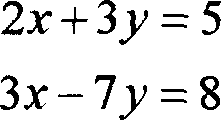 2x + 3y = 5
3x − 7y = 8